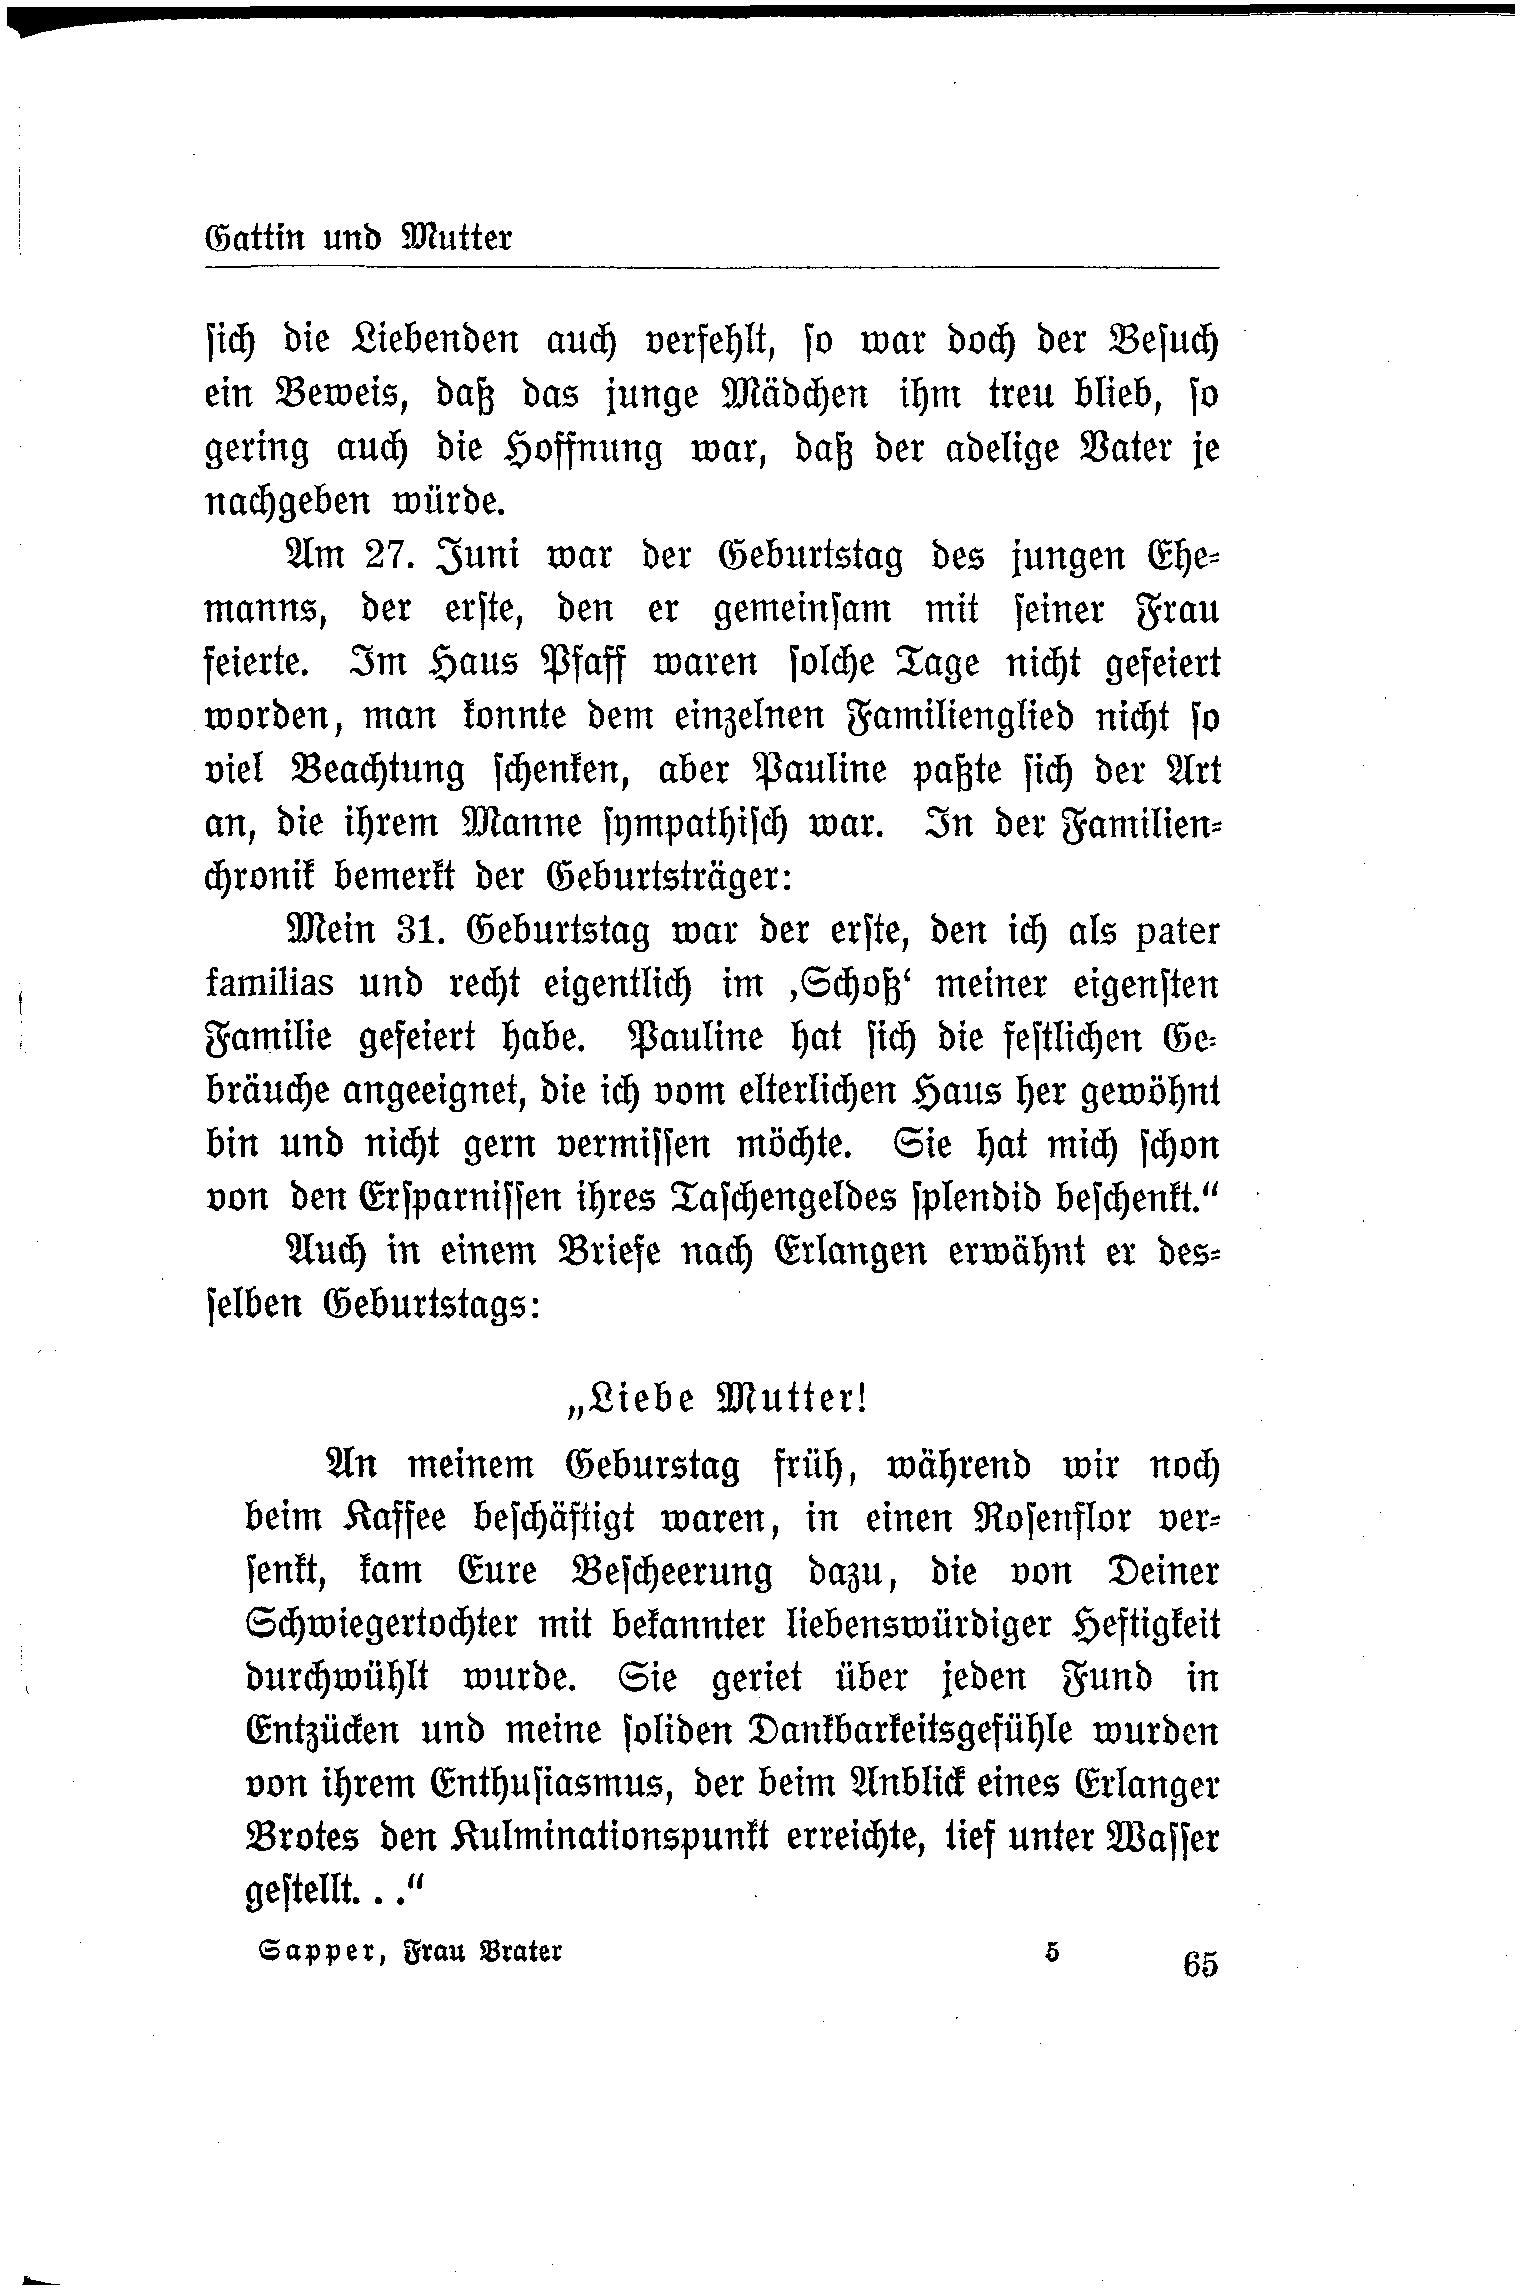 Gattin und Mutter
sich die Liebenden auch verfehlt, so war doch der Besuch
ein Beweis, daß das junge Mädchen ihm treu blieb, so
gering auch die Hoffnung war, daß der adelige Vater je
nachgeben würde.
Am 27. Juni war der Geburtstag des jungen Ehe-
manns, der erste, den er gemeinsam mit seiner Frau
feierte. Im Haus Pfaff waren solche Tage nicht gefeiert
worden, man konnte dem einzelnen Familienglied nicht so
viel Beachtung schenken, aber Pauline paßte sich der Art
an, die ihrem Manne sympathisch war. In der Familien-
chronik bemerkt der Geburtsträger:
Mein 31. Geburtstag war der erste, den ich als pater
familias und recht eigentlich im ‚Schoß‘ meiner eigensten
Familie gefeiert habe. Pauline hat sich die festlichen Ge-
bräuche angeeignet, die ich vom elterlichen Haus her gewöhnt
bin und nicht gern vermissen möchte. Sie hat mich schon
von den Ersparnissen ihres Taschengeldes splendid beschenkt.“
Auch in einem Briefe nach Erlangen erwähnt er des-
selben Geburtstags:
„Liebe Mutter!
An meinem Geburstag früh, während wir noch
beim Kaffee beschäftigt waren, in einen Rosenflor ver-
senkt, kam Eure Bescheerung dazu, die von Deiner
Schwiegertochter mit bekannter liebenswürdiger Heftigkeit
durchwühlt wurde. Sie geriet über jeden Fund in
Entzücken und meine soliden Dankbarkeitsgefühle wurden
von ihrem Enthusiasmus, der beim Anblick eines Erlanger
Brotes den Kulminationspunkt erreichte, tief unter Wasser
gestellt. . .“
Sapper, Frau Brater 5 65